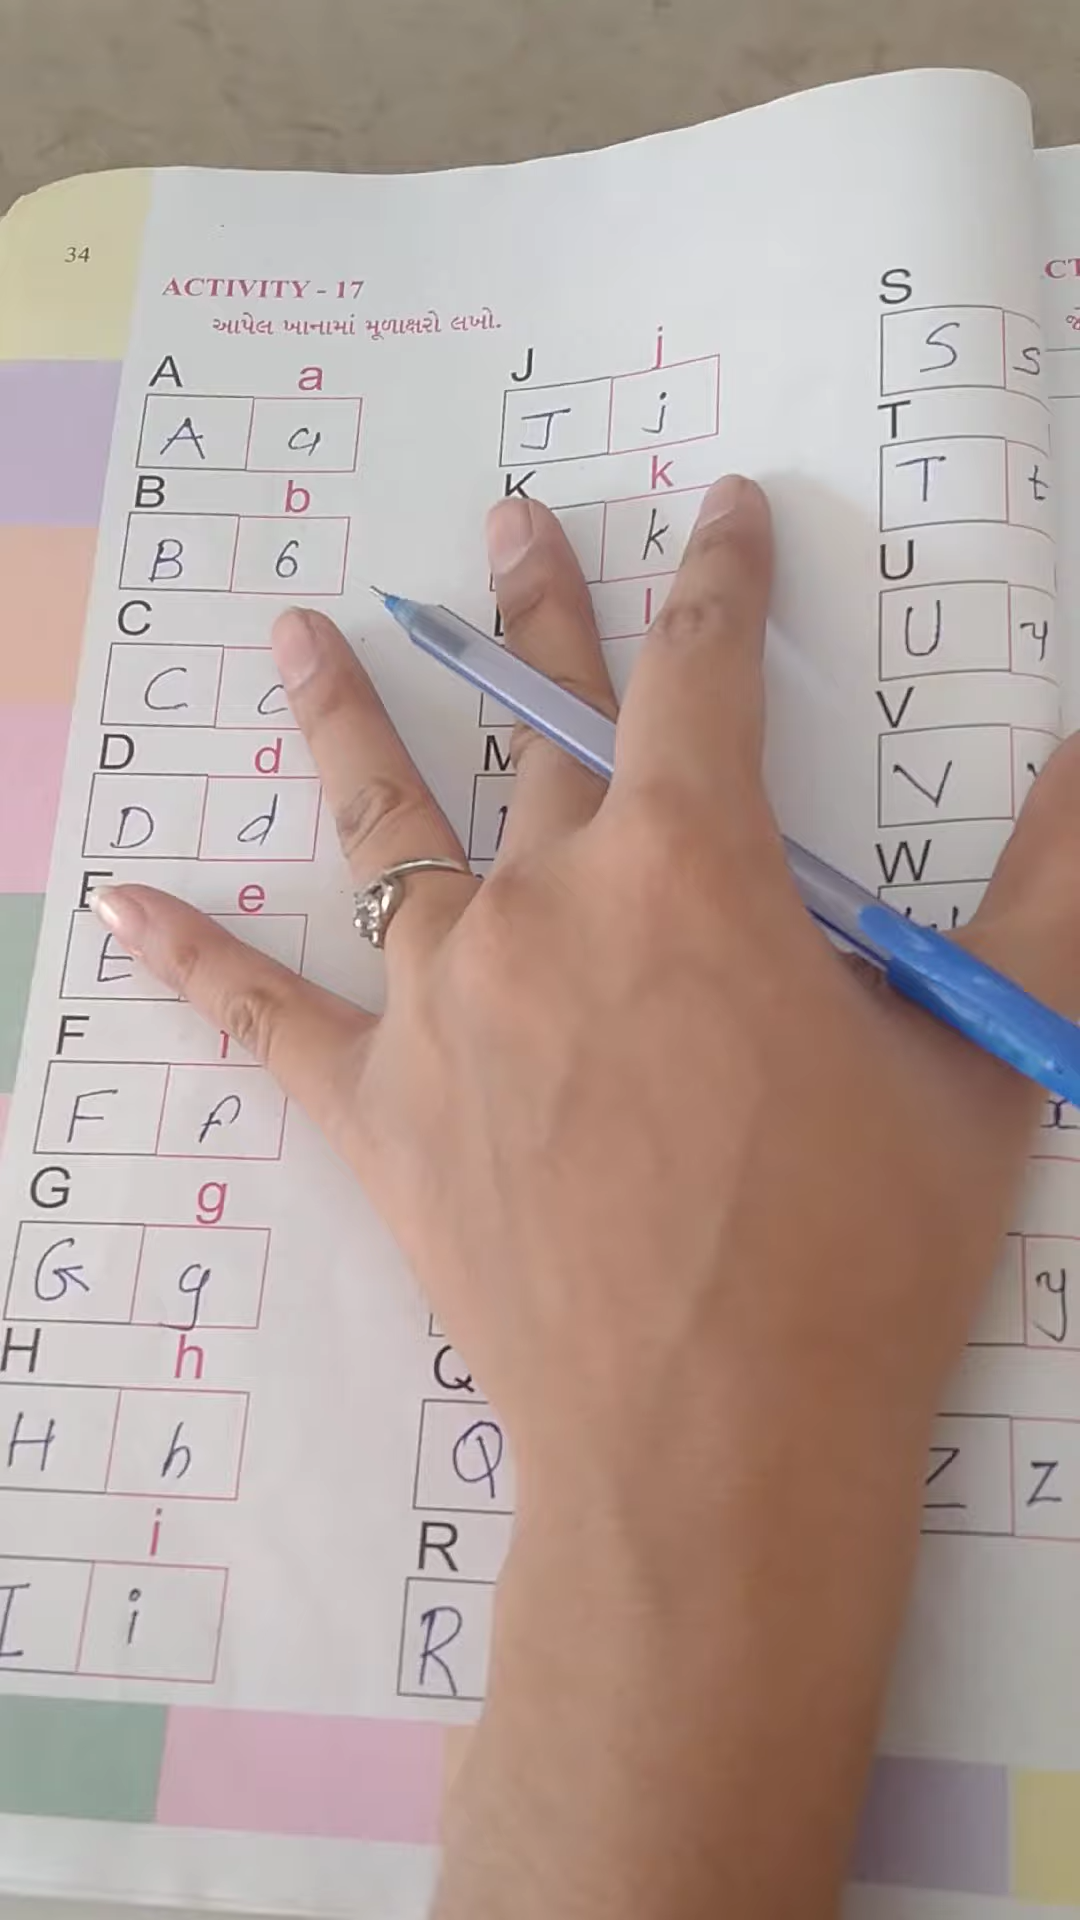 34
ACTIVITY - 17
આપેલ ખાનામાં મૂળાક્ષરો લખો.
A a
A a
B b
B 6
C
C c
D d
D d
E e
E
F
F f
G g
G g
H h
H h
i
I i
J j
J j
K k
k
l
M
Q
Q
R
R
S
S s
T
T t
U
U y
V
V
W
x
y
Z z